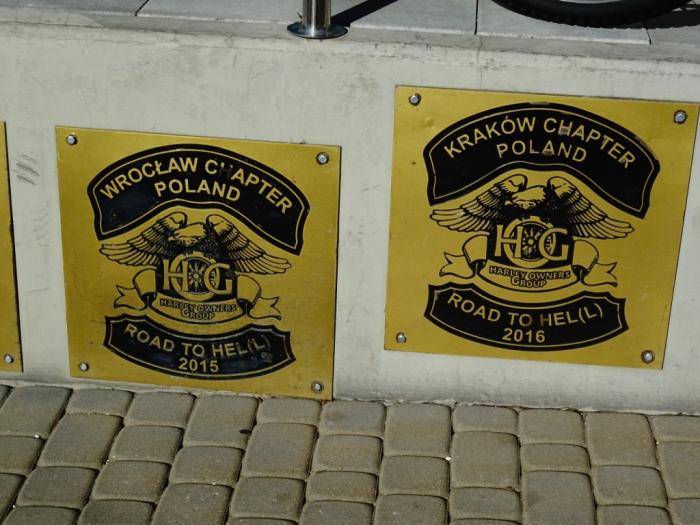 WROCŁAW CHAPTER
POLAND
HOG
HARLEY OWNERS
GROUP
ROAD TO HEL(L)
2015
KRAKÓW CHAPTER
POLAND
HOG
HARLEY OWNERS
GROUP
ROAD TO HEL(L)
2016